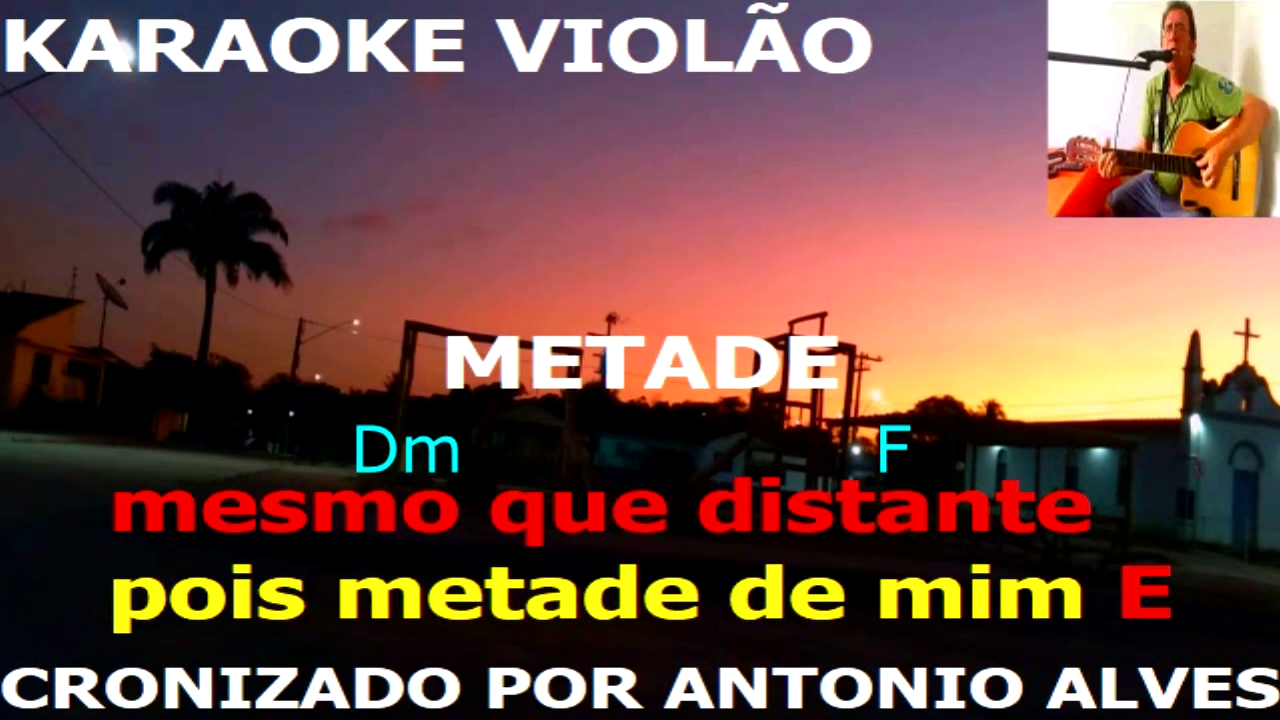 KARAOKE VIOLÃO
METADE
Dm F
mesmo que distante
pois metade de mim E
CRONIZADO POR ANTONIO ALVES